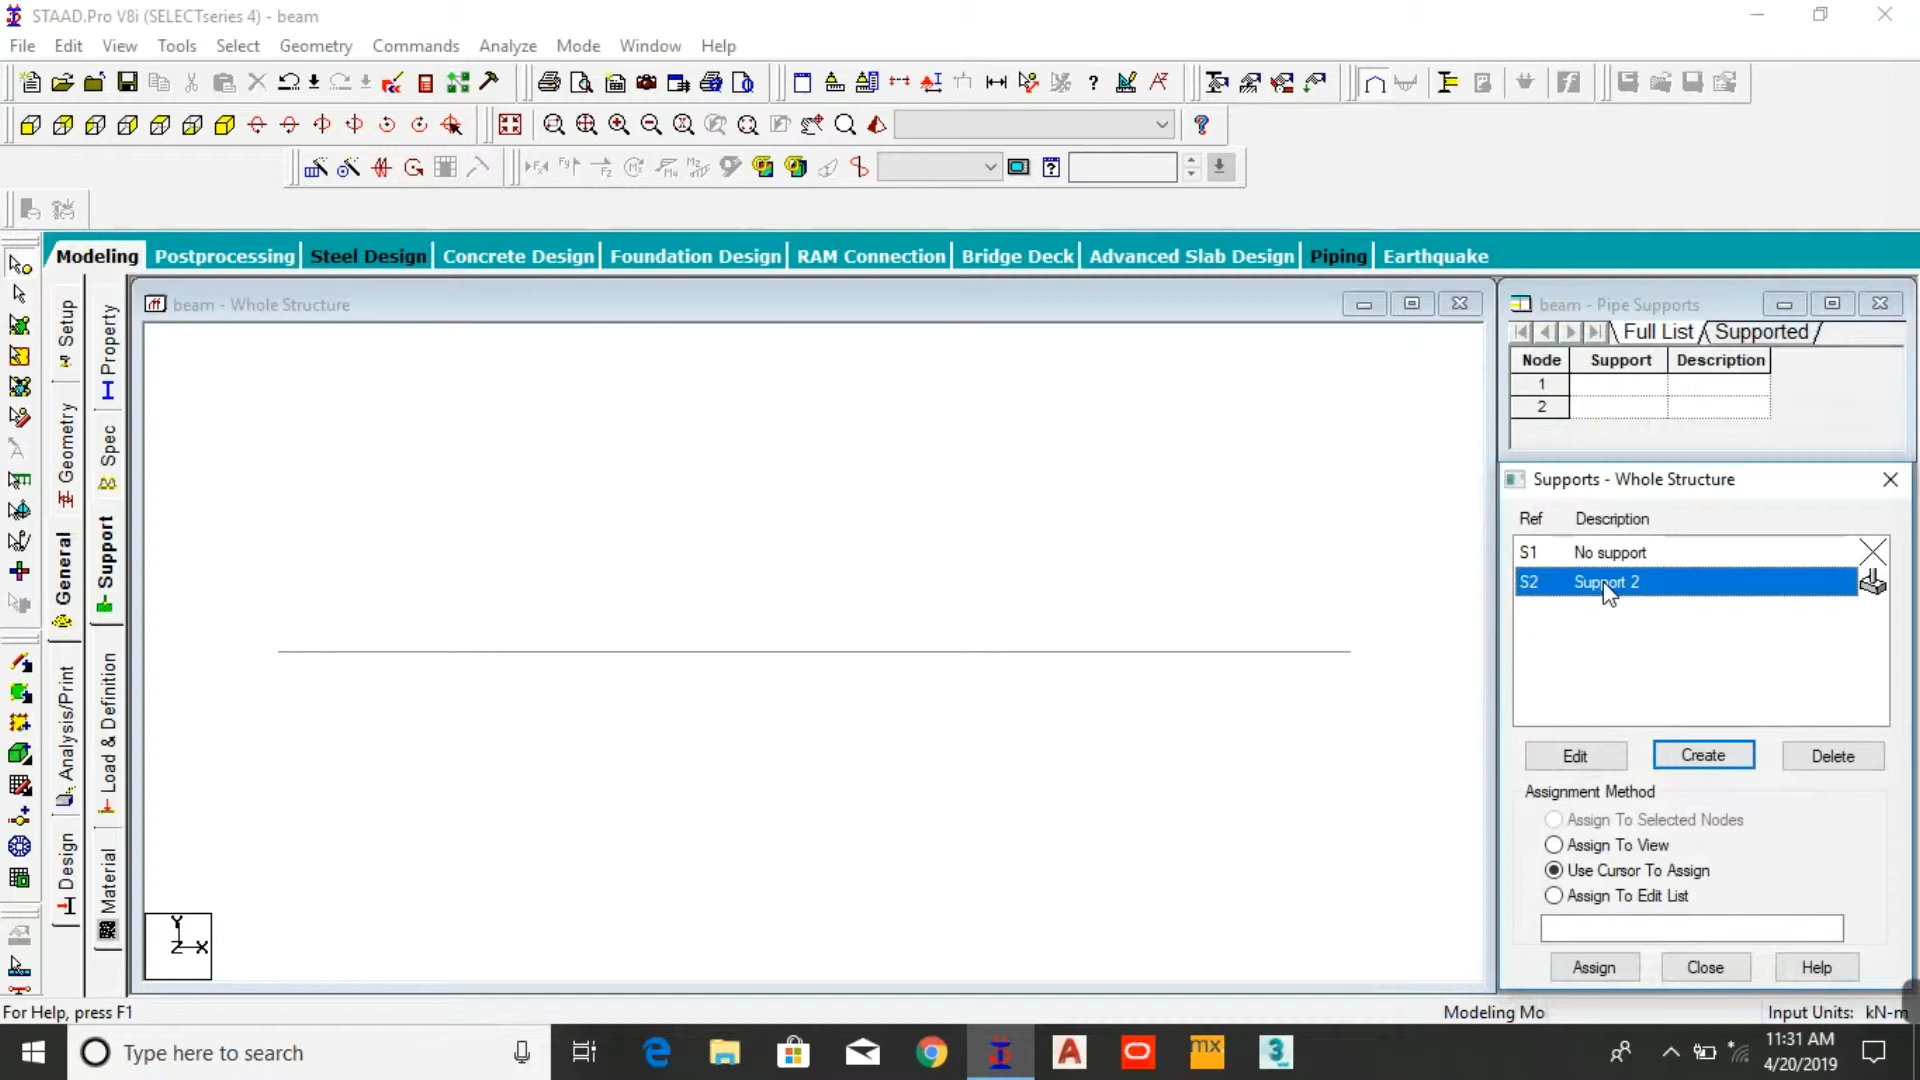 STAAD.Pro V8i (SELECTseries 4) - beam
File Edit View Tools Select Geometry Commands Analyze Mode Window Help
Modeling Postprocessing Steel Design Concrete Design Foundation Design RAM Connection Bridge Deck Advanced Slab Design Piping Earthquake
Setup
Geometry
General
Analysis/Print
Design
Property
Spec
Support
Load & Definition
Material
beam - Whole Structure
Y
Z X
beam - Pipe Supports
Full List Supported
Node Support Description
1
2
Supports - Whole Structure
Ref Description
S1 No support
S2 Support 2
Edit Create Delete
Assignment Method
Assign To Selected Nodes
Assign To View
Use Cursor To Assign
Assign To Edit List
Assign Close Help
For Help, press F1
Modeling Mo
Input Units: kN-m
Type here to search
11:31 AM
4/20/2019